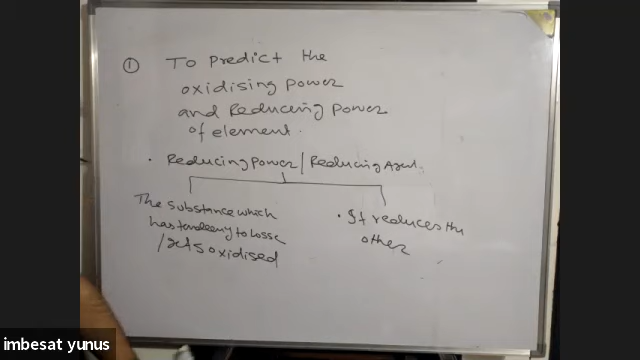 ① To predict the
oxidising power
and Reducing power
of element.
• Reducing Power / Reducing Agent.
The substance which
has tendeny to losse
/ gets oxidised
• It reduces the
other
imbesat yunus